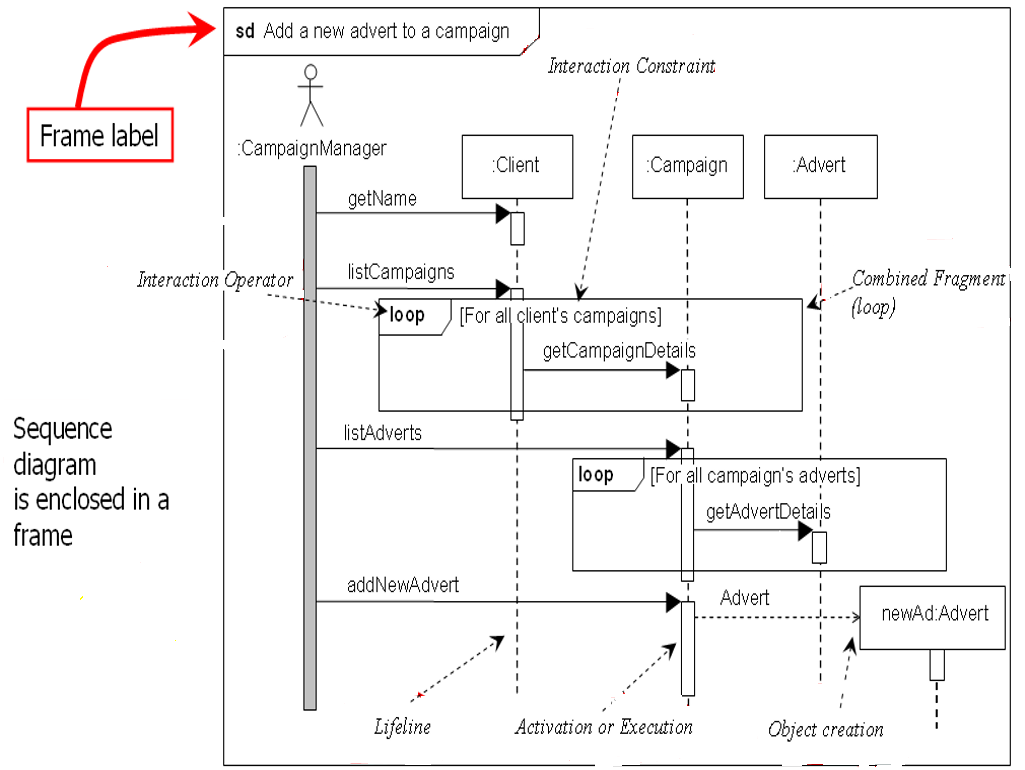 sd Add a new advert to a campaign
Interaction Constraint
Frame label
:CampaignManager
:Client
:Campaign
:Advert
getName
listCampaigns
Interaction Operator
Combined Fragment
(loop)
loop
[For all client's campaigns]
getCampaignDetails
Sequence
diagram
is enclosed in a
frame
listAdverts
loop
[For all campaign's adverts]
getAdvertDetails
addNewAdvert
Advert
newAd:Advert
Lifeline
Activation or Execution
Object creation